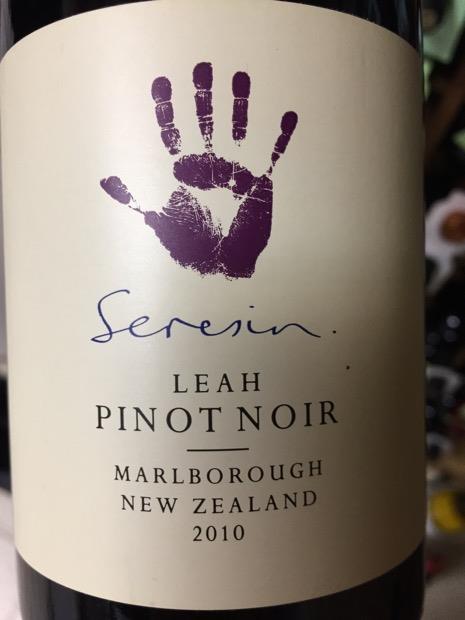 Seresin.
LEAH
PINOT NOIR
MARLBOROUGH
NEW ZEALAND
2010